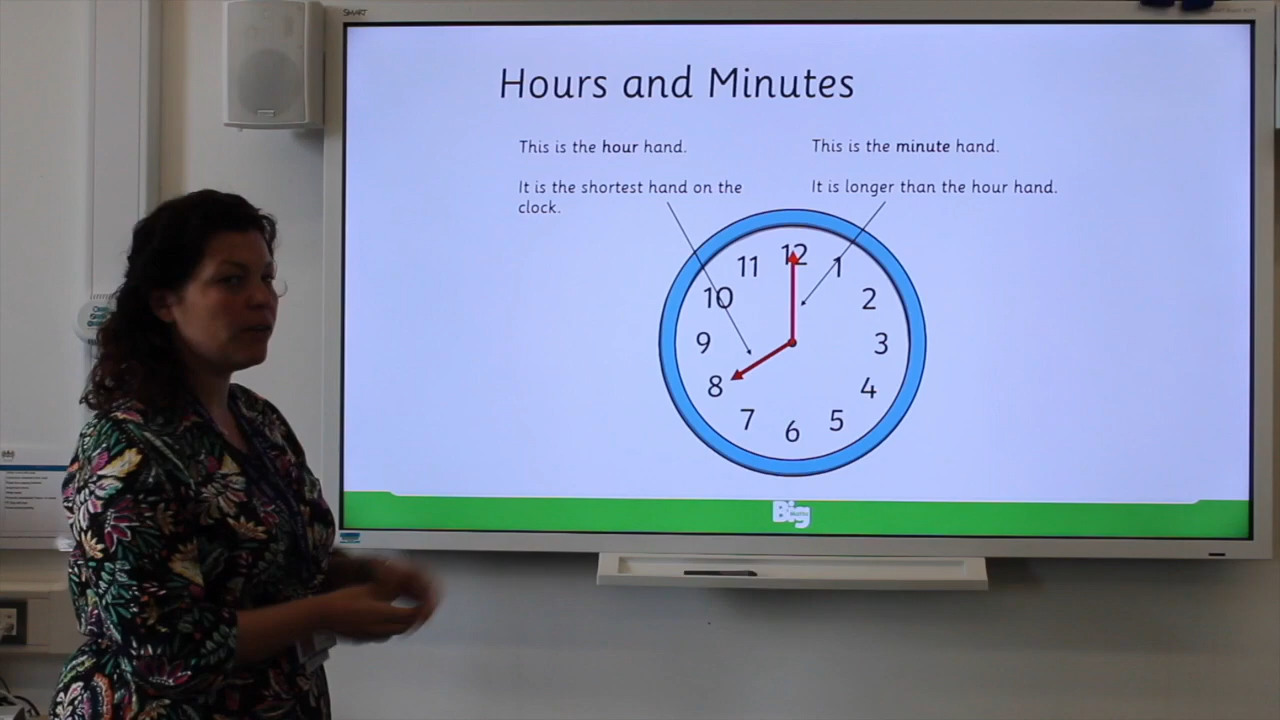 SMART
Hours and Minutes
This is the hour hand.
It is the shortest hand on the
clock.
This is the minute hand.
It is longer than the hour hand.
12
11
1
10
2
9
3
8
4
7
5
6
Big